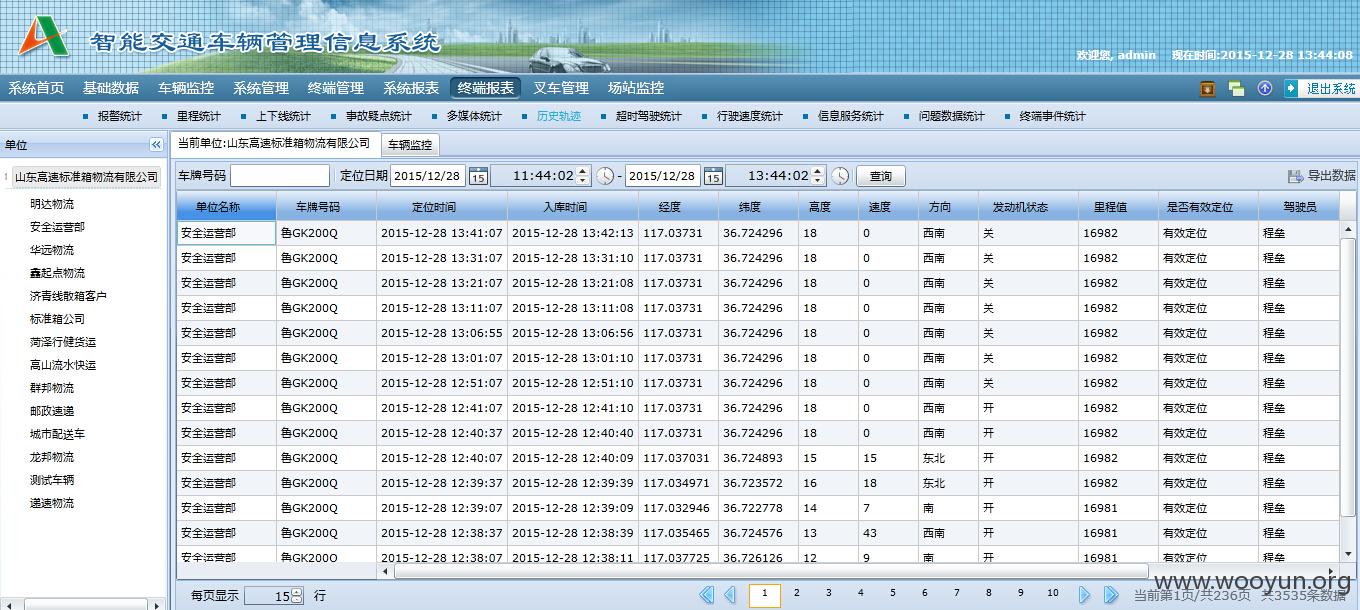 智能交通车辆管理信息系统
欢迎您, admin 现在时间:2015-12-28 13:44:08
系统首页 基础数据 车辆监控 系统管理 终端管理 系统报表 终端报表 叉车管理 场站监控 退出系统
报警统计 里程统计 上下线统计 事故疑点统计 多媒体统计 历史轨迹 超时驾驶统计 行驶速度统计 信息服务统计 问题数据统计 终端事件统计
单位
当前单位:山东高速标准箱物流有限公司 车辆监控
1 山东高速标准箱物流有限公司
明达物流
安全运营部
华远物流
鑫起点物流
济青线散箱客户
标准箱公司
菏泽行健货运
高山流水快运
群邦物流
邮政速递
城市配送车
龙邦物流
测试车辆
递速物流
车牌号码 定位日期 2015/12/28 15 11:44:02 - 2015/12/28 15 13:44:02 查询 导出数据
单位名称 车牌号码 定位时间 入库时间 经度 纬度 高度 速度 方向 发动机状态 里程值 是否有效定位 驾驶员
安全运营部 鲁GK200Q 2015-12-28 13:41:07 2015-12-28 13:42:13 117.03731 36.724296 18 0 西南 关 16982 有效定位 程垒
安全运营部 鲁GK200Q 2015-12-28 13:31:07 2015-12-28 13:31:10 117.03731 36.724296 18 0 西南 关 16982 有效定位 程垒
安全运营部 鲁GK200Q 2015-12-28 13:21:07 2015-12-28 13:21:08 117.03731 36.724296 18 0 西南 关 16982 有效定位 程垒
安全运营部 鲁GK200Q 2015-12-28 13:11:07 2015-12-28 13:11:08 117.03731 36.724296 18 0 西南 关 16982 有效定位 程垒
安全运营部 鲁GK200Q 2015-12-28 13:06:55 2015-12-28 13:06:56 117.03731 36.724296 18 0 西南 关 16982 有效定位 程垒
安全运营部 鲁GK200Q 2015-12-28 13:01:07 2015-12-28 13:01:10 117.03731 36.724296 18 0 西南 关 16982 有效定位 程垒
安全运营部 鲁GK200Q 2015-12-28 12:51:07 2015-12-28 12:51:10 117.03731 36.724296 18 0 西南 关 16982 有效定位 程垒
安全运营部 鲁GK200Q 2015-12-28 12:41:07 2015-12-28 12:41:10 117.03731 36.724296 18 0 西南 开 16982 有效定位 程垒
安全运营部 鲁GK200Q 2015-12-28 12:40:37 2015-12-28 12:40:40 117.03731 36.724296 18 0 西南 开 16982 有效定位 程垒
安全运营部 鲁GK200Q 2015-12-28 12:40:07 2015-12-28 12:40:09 117.037031 36.724893 15 15 东北 开 16982 有效定位 程垒
安全运营部 鲁GK200Q 2015-12-28 12:39:37 2015-12-28 12:39:39 117.034971 36.723572 16 18 东北 开 16982 有效定位 程垒
安全运营部 鲁GK200Q 2015-12-28 12:39:07 2015-12-28 12:39:09 117.032946 36.722778 14 7 南 开 16981 有效定位 程垒
安全运营部 鲁GK200Q 2015-12-28 12:38:37 2015-12-28 12:38:39 117.035465 36.724576 13 43 西南 开 16981 有效定位 程垒
安全运营部 鲁GK200Q 2015-12-28 12:38:07 2015-12-28 12:38:11 117.037725 36.726126 12 9 南 开 16981 有效定位 程垒
每页显示 15 行 1 2 3 4 5 6 7 8 9 10 当前第1页/共236页 共3535条数据
www.wooyun.org